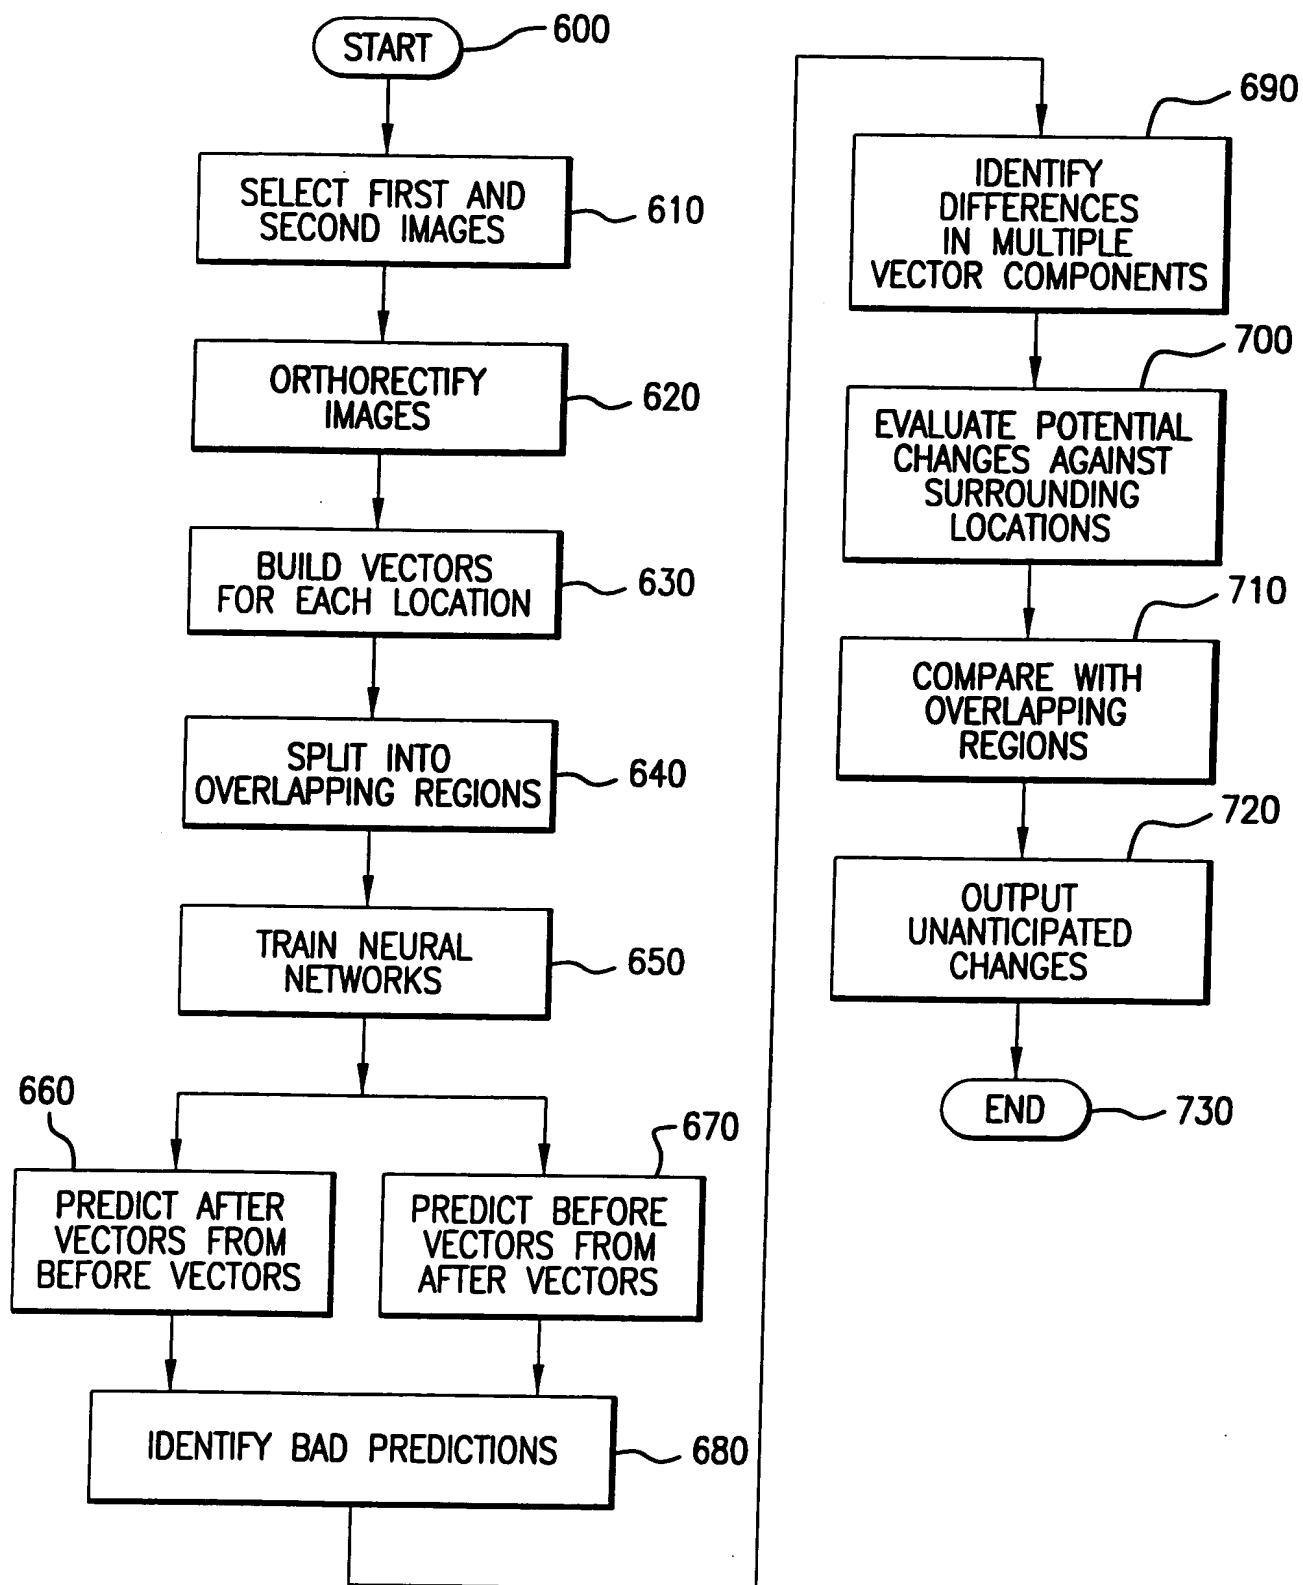 START
600
SELECT FIRST AND
SECOND IMAGES
610
ORTHORECTIFY
IMAGES
620
BUILD VECTORS
FOR EACH LOCATION
630
SPLIT INTO
OVERLAPPING REGIONS
640
TRAIN NEURAL
NETWORKS
650
660
PREDICT AFTER
VECTORS FROM
BEFORE VECTORS
670
PREDICT BEFORE
VECTORS FROM
AFTER VECTORS
IDENTIFY BAD PREDICTIONS
680
690
IDENTIFY
DIFFERENCES
IN MULTIPLE
VECTOR COMPONENTS
700
EVALUATE POTENTIAL
CHANGES AGAINST
SURROUNDING
LOCATIONS
710
COMPARE WITH
OVERLAPPING
REGIONS
720
OUTPUT
UNANTICIPATED
CHANGES
END
730